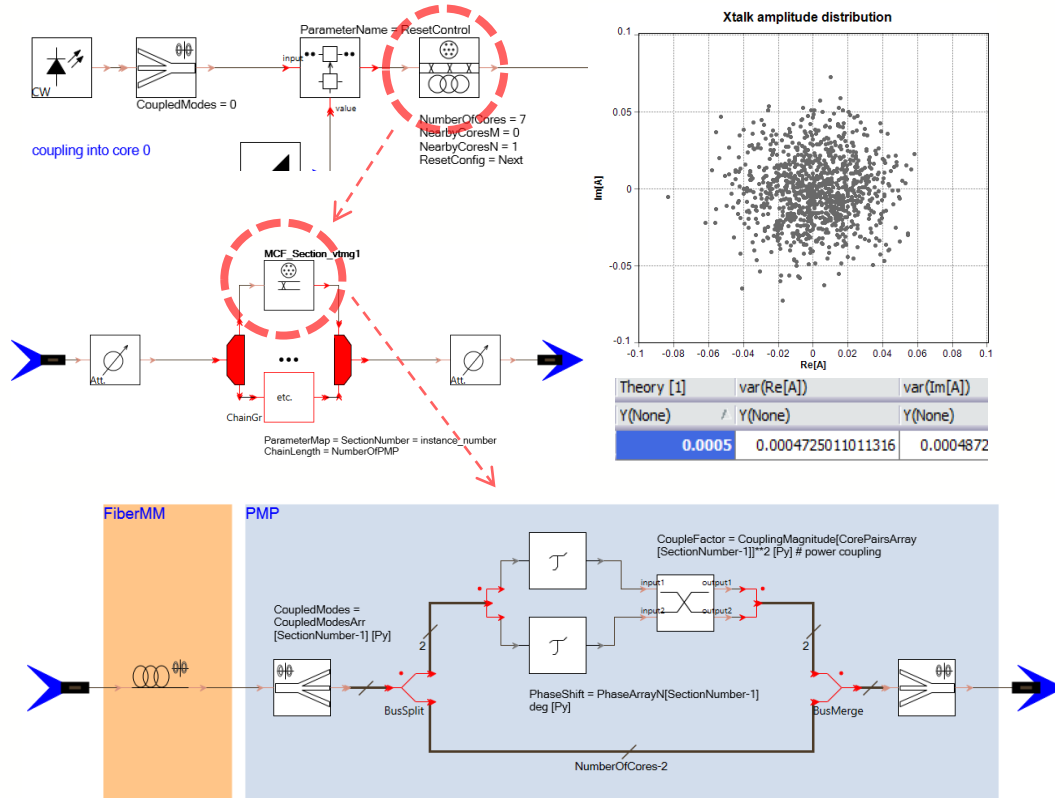 CW
CoupledModes = 0
coupling into core 0
ParameterName = ResetControl
input
value
NumberOfCores = 7
NearbyCoresM = 0
NearbyCoresN = 1
ResetConfig = Next
Xtalk amplitude distribution
Im[A]
0.1
0.05
0
-0.05
-0.1
-0.1 -0.08 -0.06 -0.04 -0.02 0 0.02 0.04 0.06 0.08 0.1
Re[A]
Theory [1] var(Re[A]) var(Im[A])
Y(None) / Y(None) Y(None)
0.0005 0.0004725011011316 0.0004872
MCF_Section_vtmg1
Att.
etc.
ChainGr
Att.
ParameterMap = SectionNumber = instance_number
ChainLength = NumberOfPMP
FiberMM
PMP
CoupledModes =
CoupledModesArr
[SectionNumber-1] [Py]
BusSplit
2
T
T
PhaseShift = PhaseArrayN[SectionNumber-1]
deg [Py]
CoupleFactor = CouplingMagnitude[CorePairsArray
[SectionNumber-1]]**2 [Py] # power coupling
input1 output1
input2 output2
2
BusMerge
NumberOfCores-2